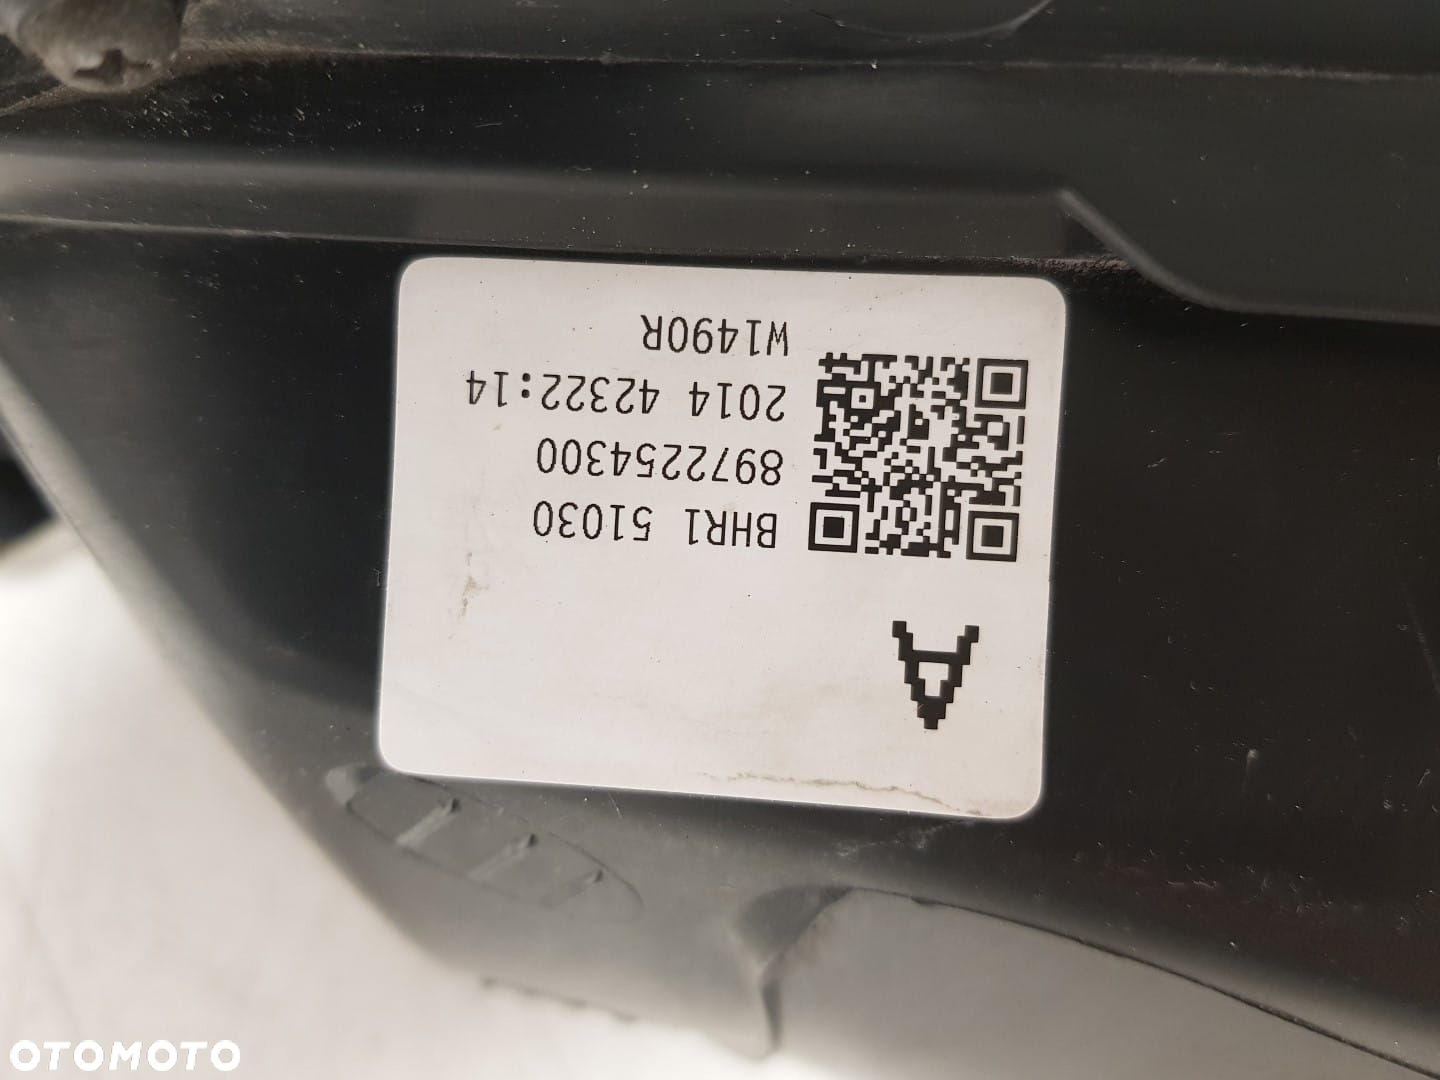 A
BHR1 51030
8972254300
2014 42322:14
W1490R
OTOMOTO